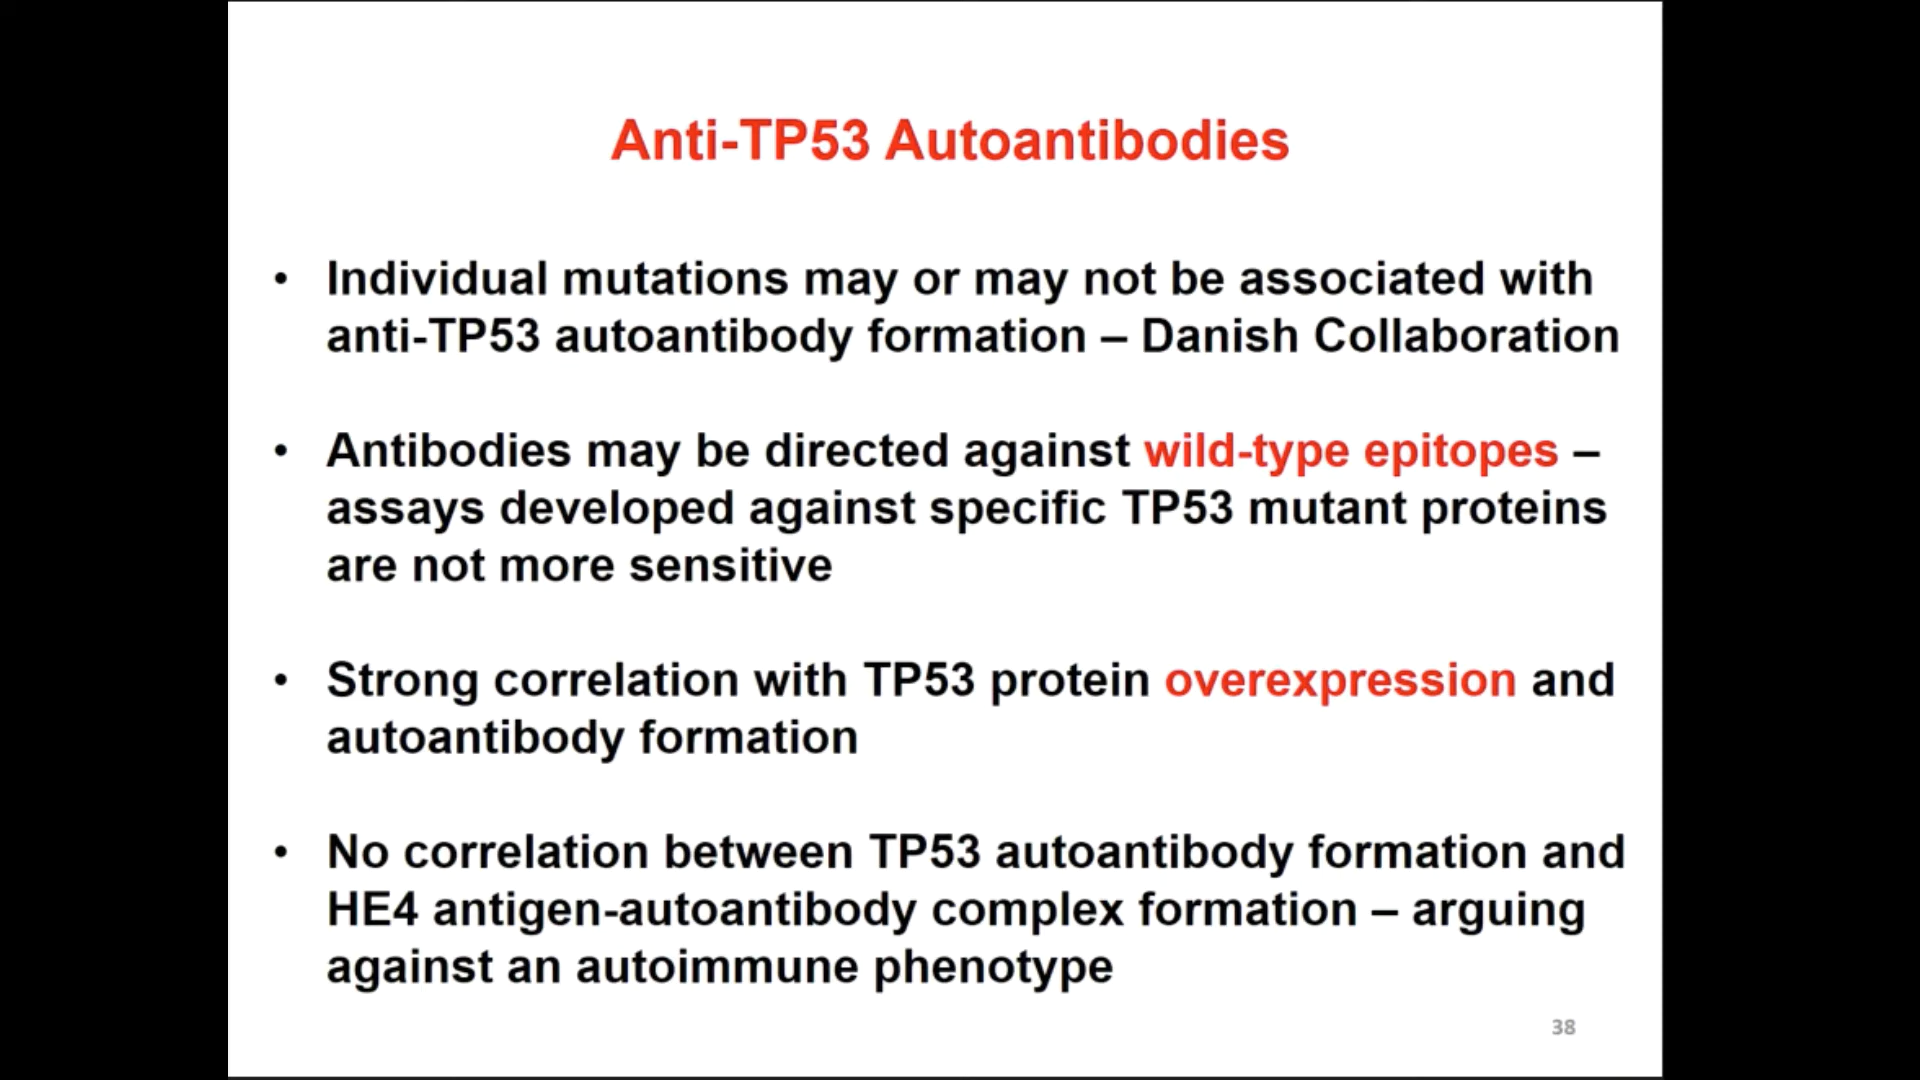 Anti-TP53 Autoantibodies
• Individual mutations may or may not be associated with
anti-TP53 autoantibody formation – Danish Collaboration
• Antibodies may be directed against wild-type epitopes –
assays developed against specific TP53 mutant proteins
are not more sensitive
• Strong correlation with TP53 protein overexpression and
autoantibody formation
• No correlation between TP53 autoantibody formation and
HE4 antigen-autoantibody complex formation – arguing
against an autoimmune phenotype
38